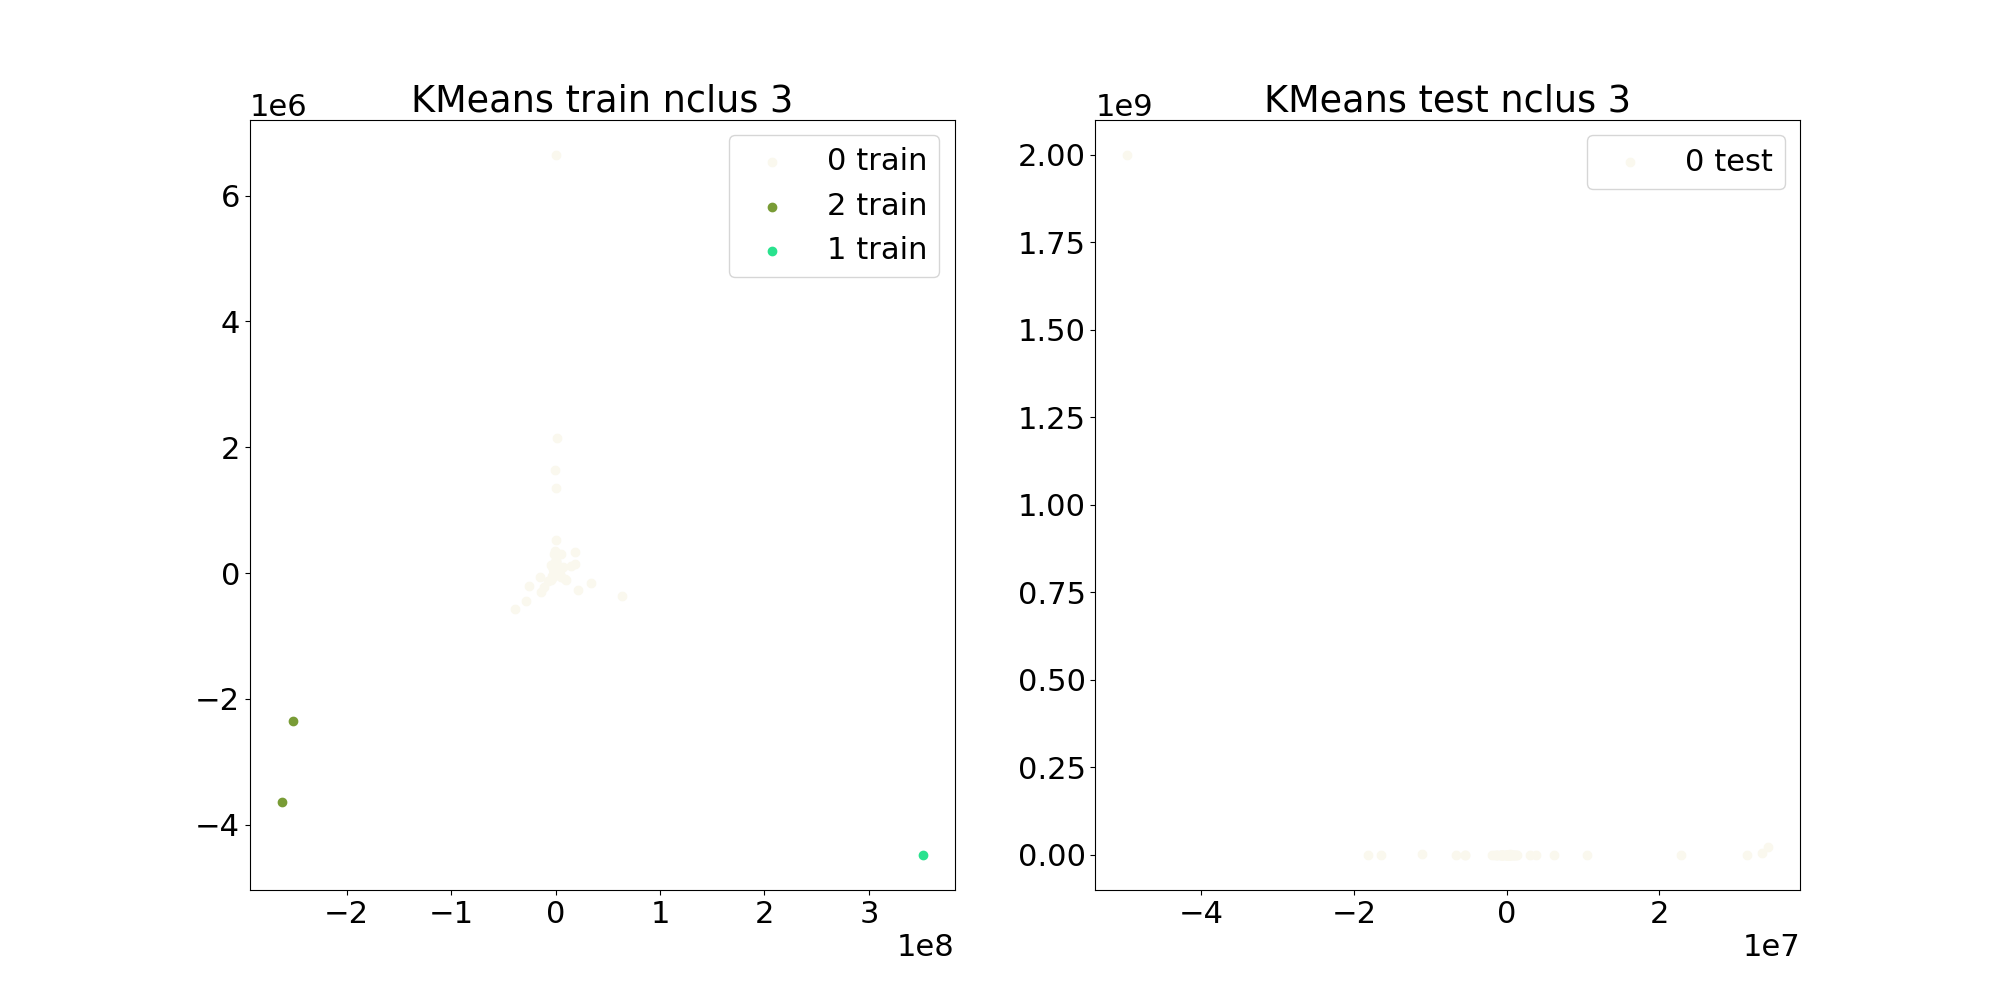 KMeans train nclus 3
1e6
0 train
2 train
1 train
6
4
2
0
−2
−4
−2 −1 0 1 2 3
1e8
KMeans test nclus 3
1e9
0 test
2.00
1.75
1.50
1.25
1.00
0.75
0.50
0.25
0.00
−4 −2 0 2
1e7